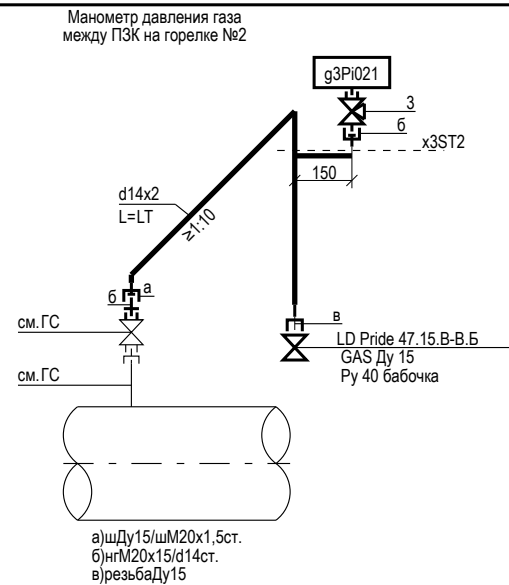 Манометр давления газа
между ПЗК на горелке №2
g3Pi021
3
б
x3ST2
150
d14x2
L=LT
≥1:10
а
б
см.ГС
в
LD Pride 47.15.В-В.Б
GAS Ду 15
Ру 40 бабочка
см.ГС
а)шДу15/шМ20х1,5ст.
б)нгМ20х15/d14ст.
в)резьбаДу15